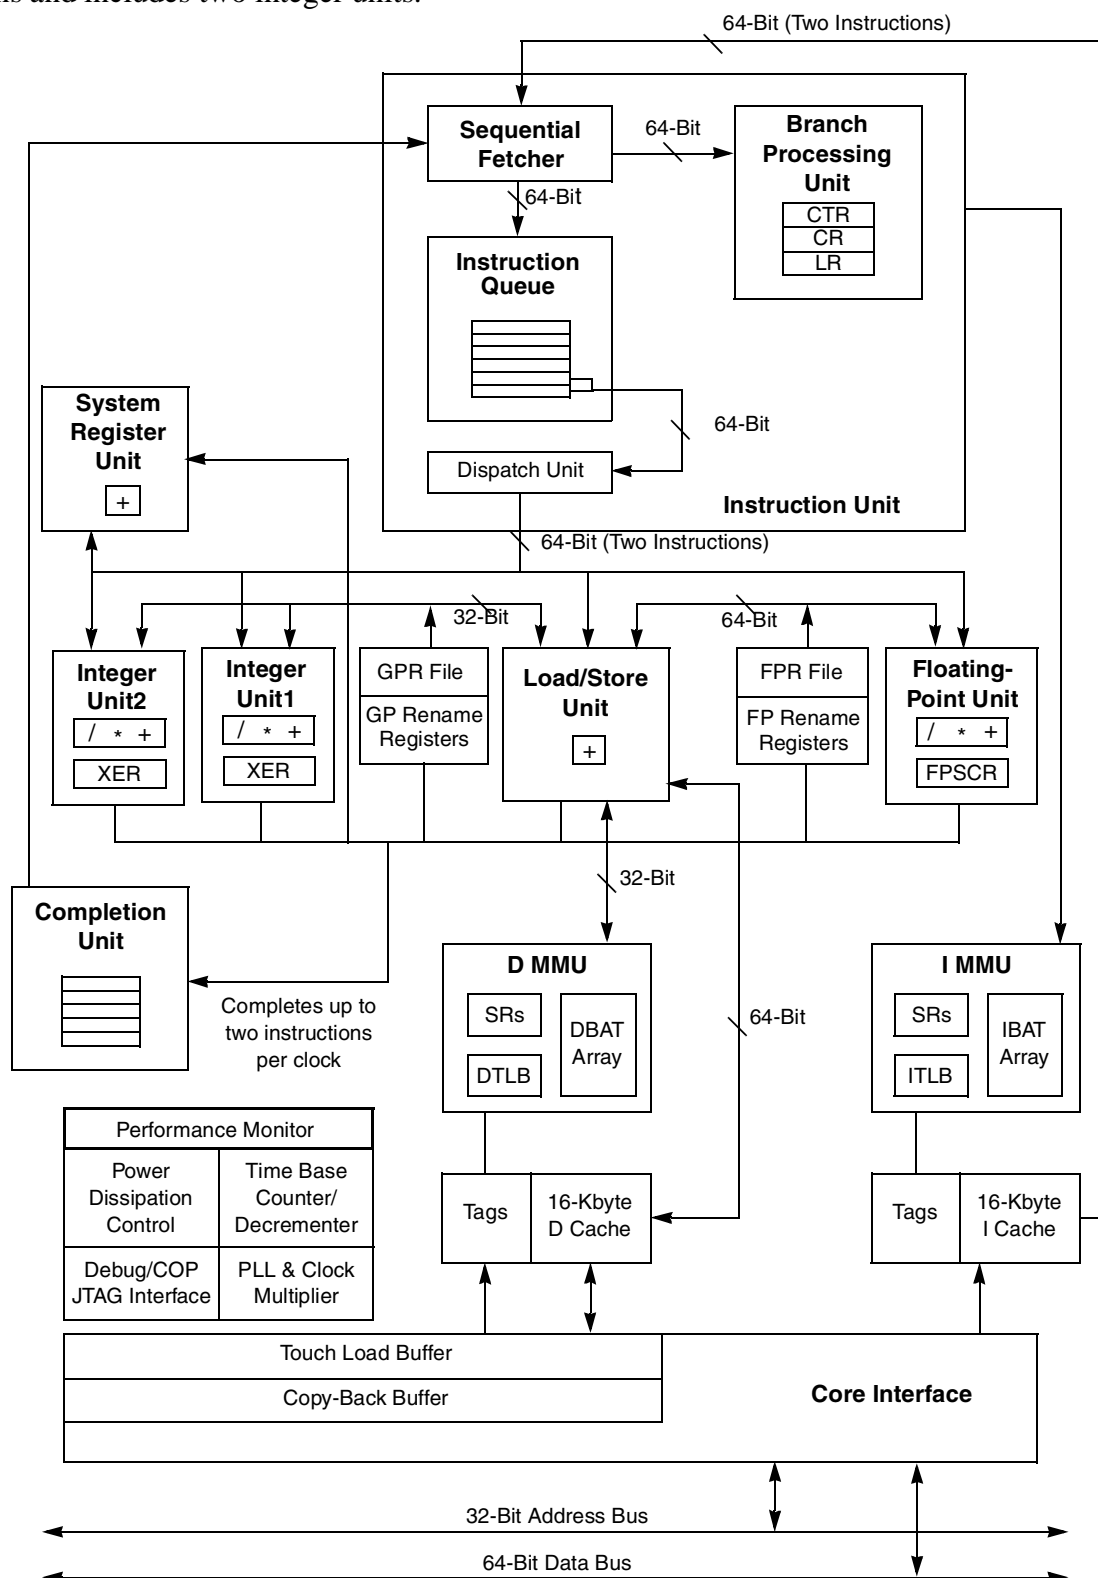 ns and includes two integer units.
64-Bit (Two Instructions)
Sequential
Fetcher
64-Bit
Branch
Processing
Unit
CTR
CR
LR
64-Bit
Instruction
Queue
64-Bit
Dispatch Unit
Instruction Unit
System
Register
Unit
+
64-Bit (Two Instructions)
32-Bit
64-Bit
Integer
Unit2
/ * +
XER
Integer
Unit1
/ * +
XER
GPR File
GP Rename
Registers
Load/Store
Unit
+
FPR File
FP Rename
Registers
Floating-
Point Unit
/ * +
FPSCR
32-Bit
Completion
Unit
Completes up to
two instructions
per clock
D MMU
SRs
DTLB
DBAT
Array
64-Bit
I MMU
SRs
ITLB
IBAT
Array
Performance Monitor
Power
Dissipation
Control
Time Base
Counter/
Decrementer
Debug/COP
JTAG Interface
PLL & Clock
Multiplier
Tags
16-Kbyte
D Cache
Tags
16-Kbyte
I Cache
Touch Load Buffer
Copy-Back Buffer
Core Interface
32-Bit Address Bus
64-Bit Data Bus